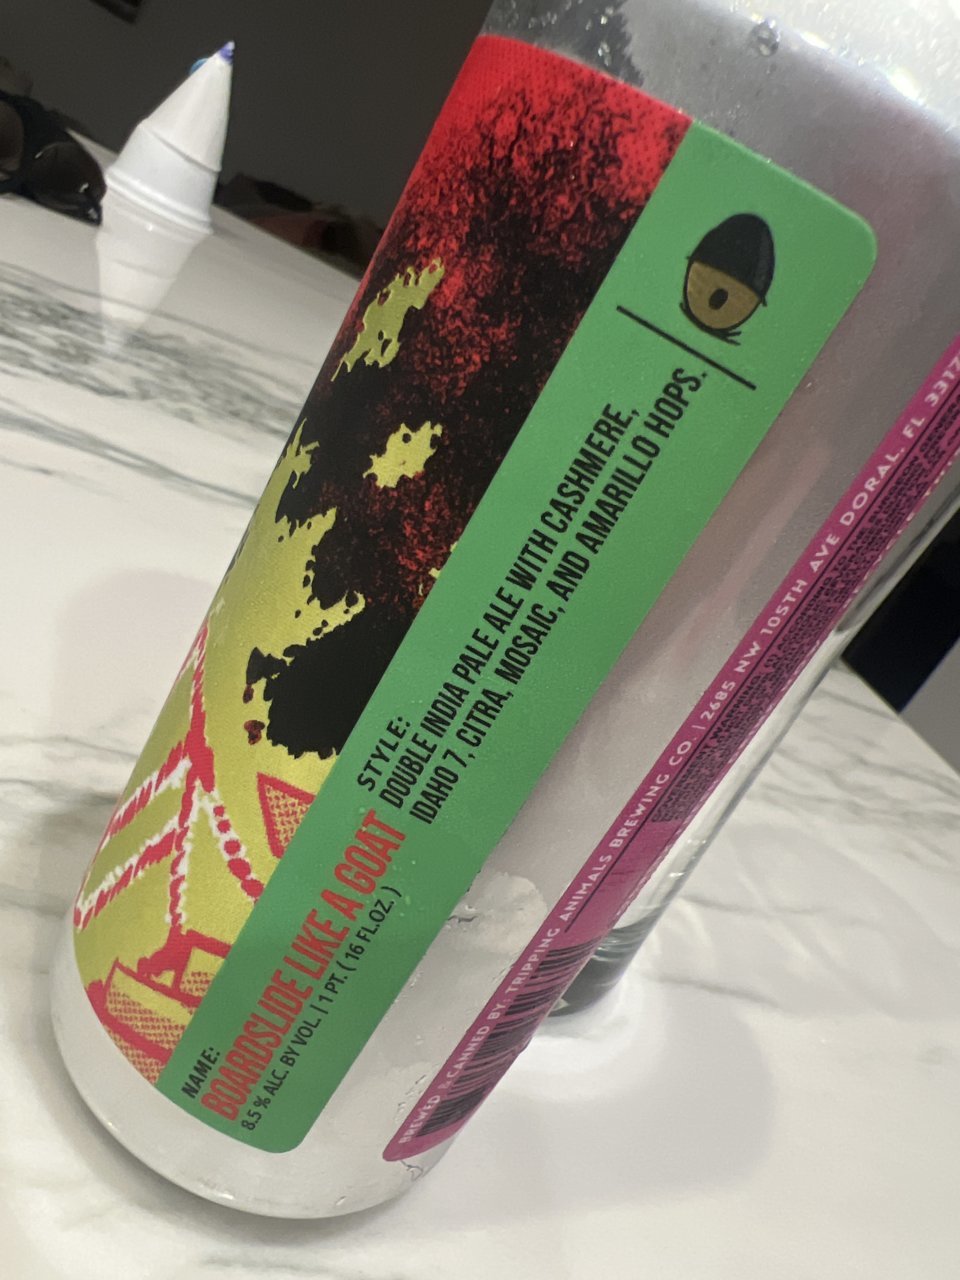 NAME:
BOARDSLIDE LIKE A GOAT
8.5 % ALC. BY VOL. | 1 PT. ( 16 FL.OZ. )
STYLE:
DOUBLE INDIA PALE ALE WITH CASHMERE,
IDAHO 7, CITRA, MOSAIC, AND AMARILLO HOPS.
BREWED & CANNED BY: TRIPPING ANIMALS BREWING CO. | 2685 NW 105TH AVE DORAL, FL 3317